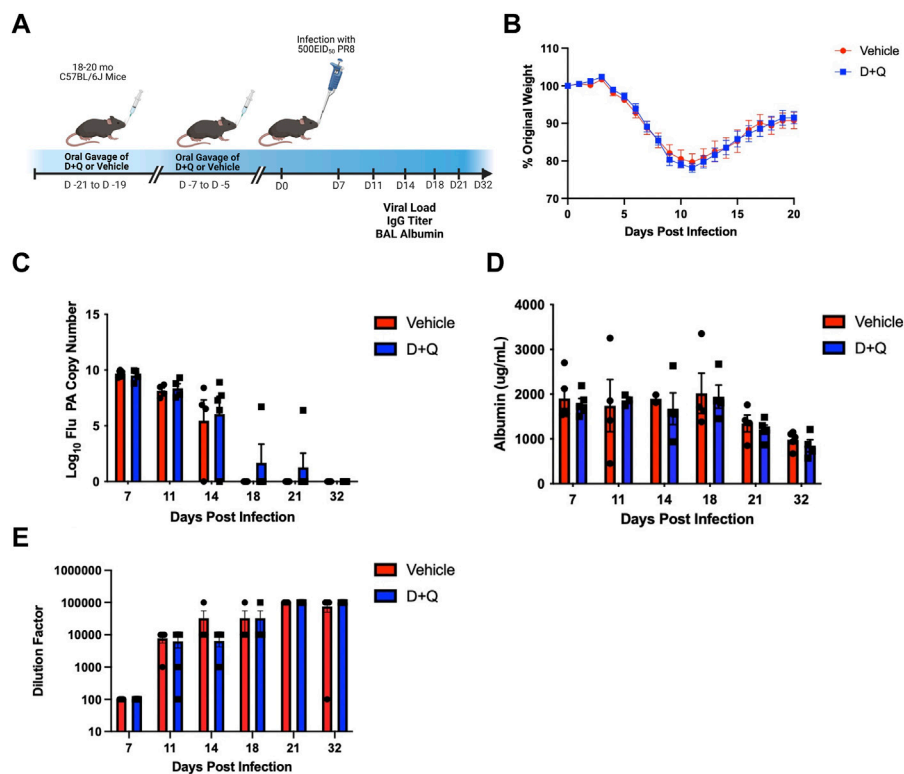 A
18-20 mo
C57BL/6J Mice
Infection with
500EID50 PR8
Oral Gavage of
D+Q or Vehicle
Oral Gavage of
D+Q or Vehicle
D -21 to D -19
D -7 to D -5
D0
D7
D11
D14
D18
D21
D32
Viral Load
IgG Titer
BAL Albumin
B
% Original Weight
110
100
90
80
70
0
5
10
15
20
Days Post Infection
Vehicle
D+Q
C
Log10 Flu PA Copy Number
15
10
5
0
7
11
14
18
21
32
Days Post Infection
Vehicle
D+Q
D
Albumin (ug/mL)
4000
3000
2000
1000
0
7
11
14
18
21
32
Days Post Infection
Vehicle
D+Q
E
Dilution Factor
1000000
100000
10000
1000
100
10
7
11
14
18
21
32
Days Post Infection
Vehicle
D+Q